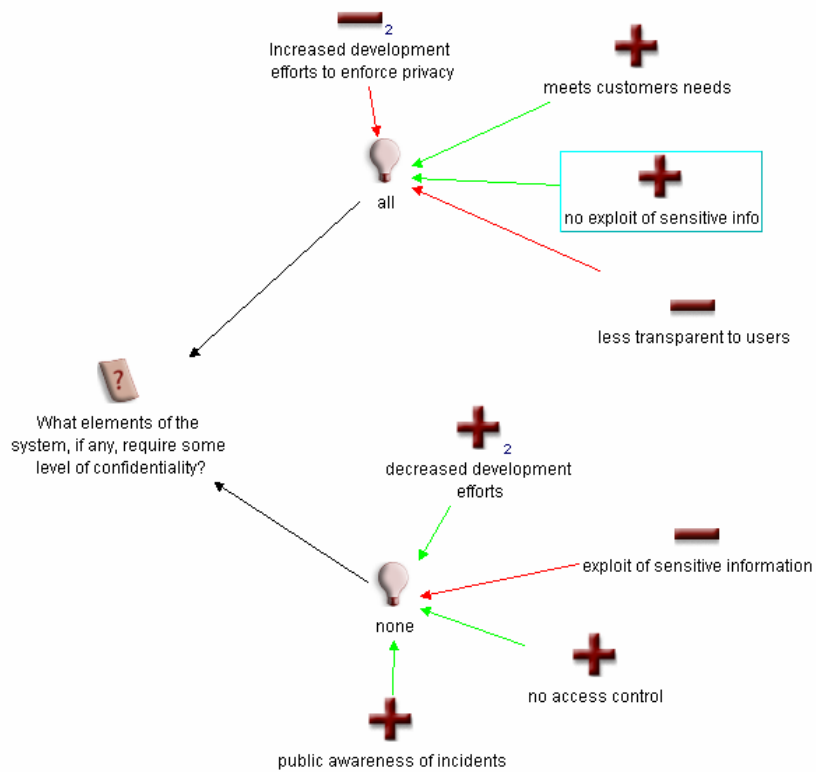 2
Increased development
efforts to enforce privacy
meets customers needs
all
no exploit of sensitive info
less transparent to users
?
What elements of the
system, if any, require some
level of confidentiality?
2
decreased development
efforts
exploit of sensitive information
none
no access control
public awareness of incidents